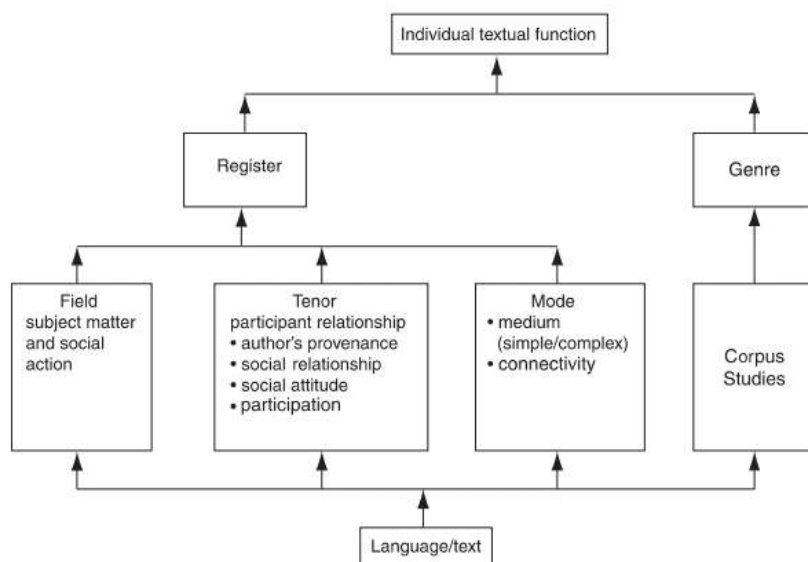 Individual textual function
Register
Genre
Field
subject matter
and social
action
Tenor
participant relationship
• author's provenance
• social relationship
• social attitude
• participation
Mode
• medium
(simple/complex)
• connectivity
Corpus
Studies
Language/text